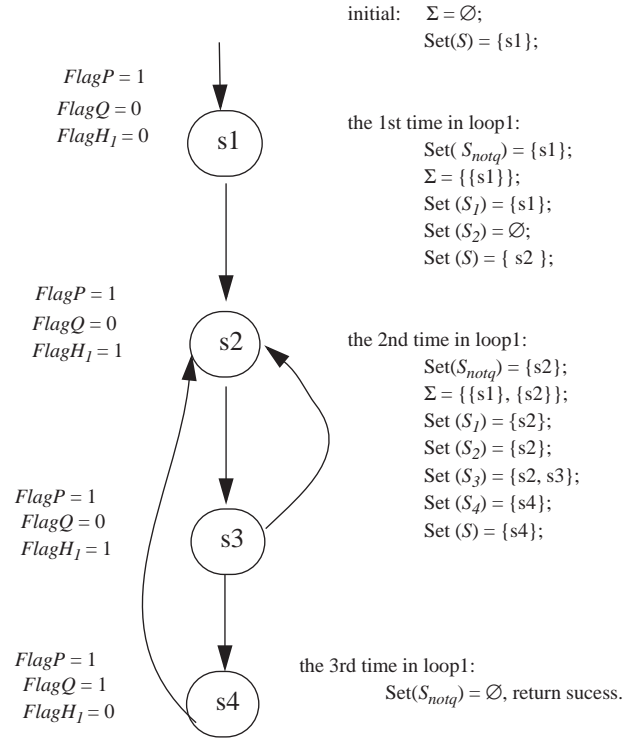 initial: Σ = ∅;
Set(S) = {s1};
FlagP = 1
FlagQ = 0
FlagH1 = 0
s1
the 1st time in loop1:
Set( Snotq) = {s1};
Σ = {{s1}};
Set (S1) = {s1};
Set (S2) = ∅;
Set (S) = { s2 };
FlagP = 1
FlagQ = 0
FlagH1 = 1
s2
the 2nd time in loop1:
Set(Snotq) = {s2};
Σ = {{s1}, {s2}};
Set (S1) = {s2};
Set (S2) = {s2};
Set (S3) = {s2, s3};
Set (S4) = {s4};
Set (S) = {s4};
FlagP = 1
FlagQ = 0
FlagH1 = 1
s3
FlagP = 1
FlagQ = 1
FlagH1 = 0
s4
the 3rd time in loop1:
Set(Snotq) = ∅, return sucess.